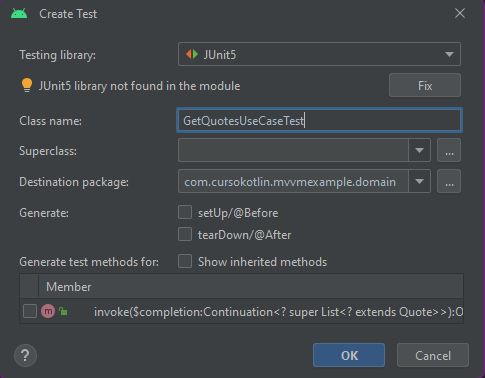 Create Test
Testing library: JUnit5
JUnit5 library not found in the module Fix
Class name: GetQuotesUseCaseTest
Superclass: ...
Destination package: com.cursokotlin.mvvmexample.domain ...
Generate: setUp/@Before
tearDown/@After
Generate test methods for: Show inherited methods
Member
m invoke($completion:Continuation<? super List<? extends Quote>>):O
? OK Cancel